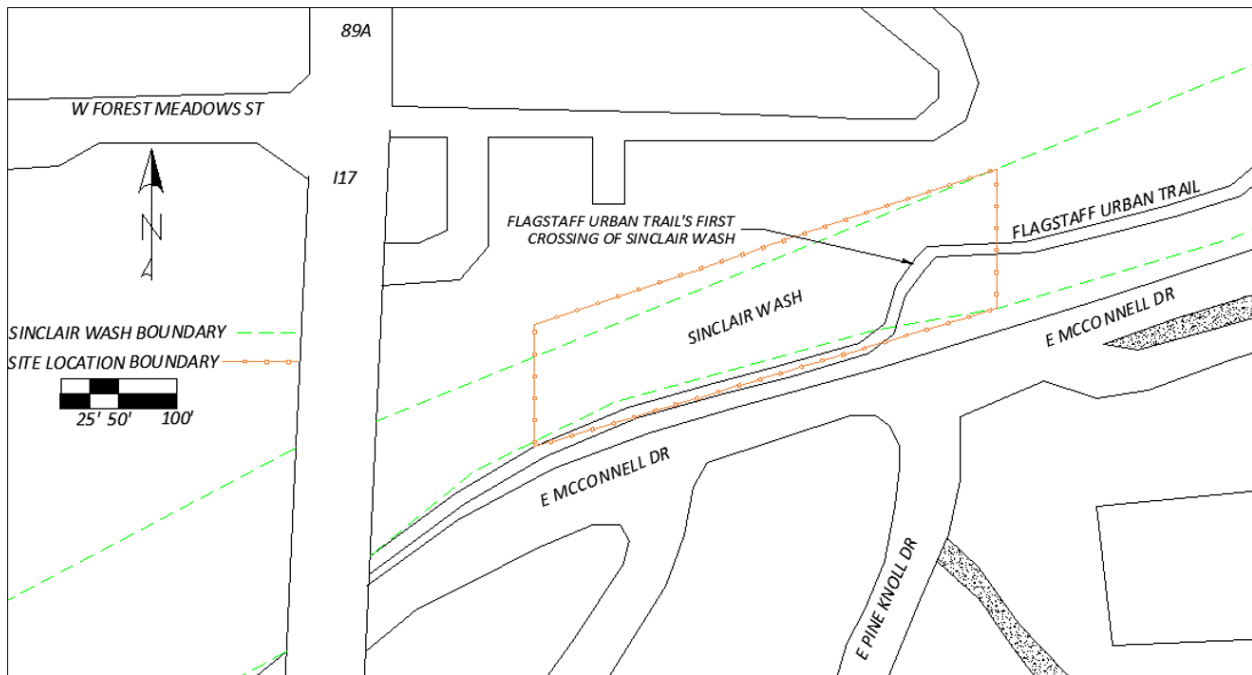 89A
W FOREST MEADOWS ST
I17
N
FLAGSTAFF URBAN TRAIL'S FIRST
CROSSING OF SINCLAIR WASH
FLAGSTAFF URBAN TRAIL
SINCLAIR WASH
E MCCONNELL DR
SINCLAIR WASH BOUNDARY
SITE LOCATION BOUNDARY
25' 50' 100'
E MCCONNELL DR
E PINE KNOLL DR